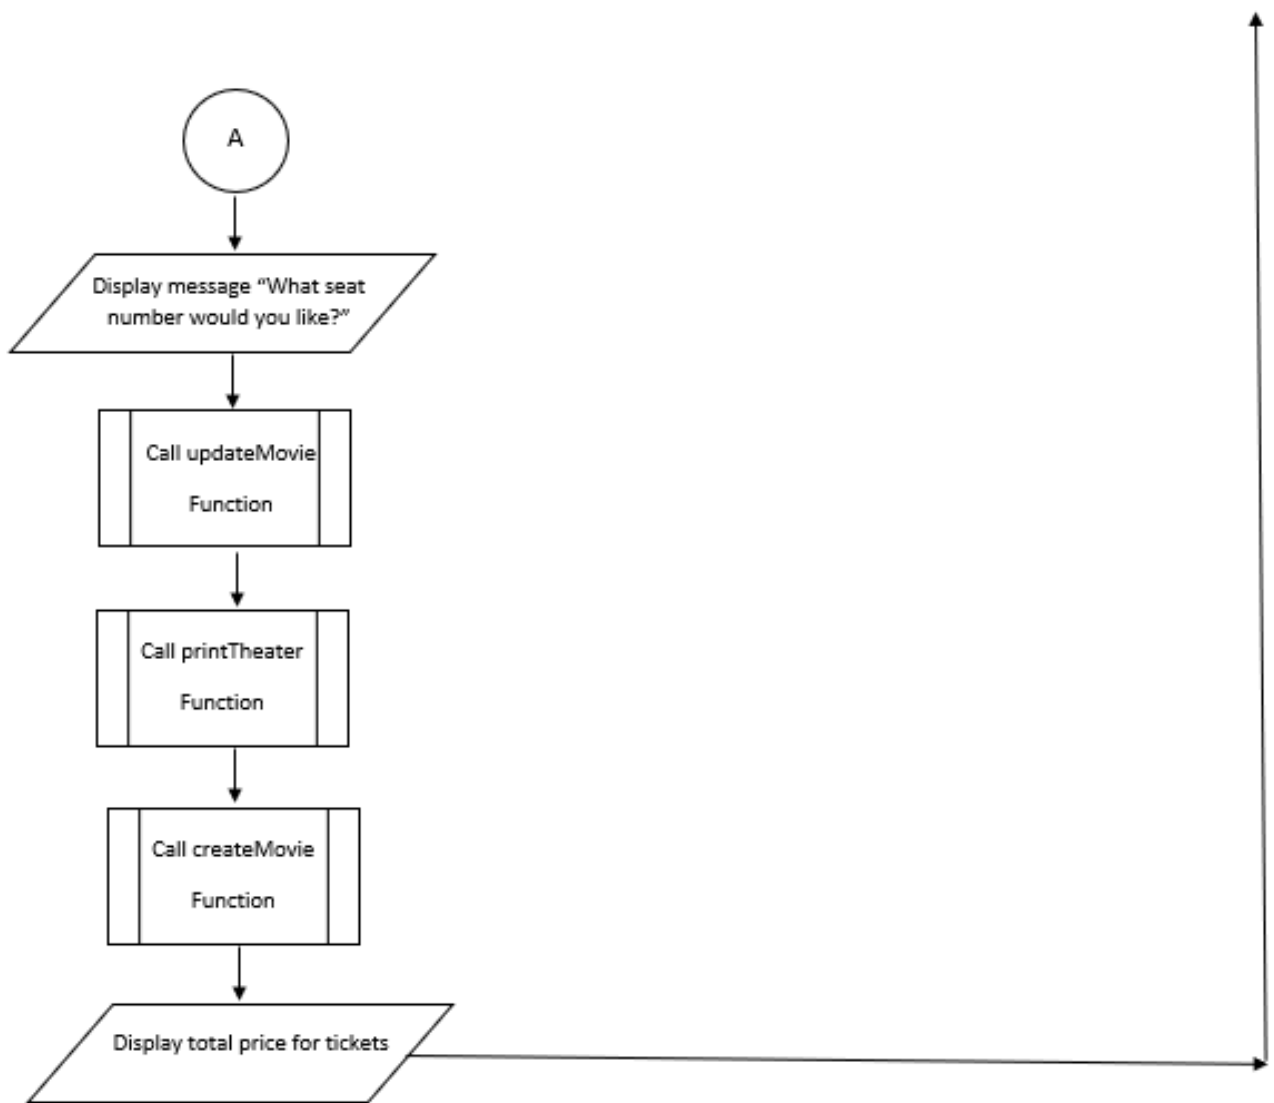 A
Display message “What seat
number would you like?”
Call updateMovie
Function
Call printTheater
Function
Call createMovie
Function
Display total price for tickets